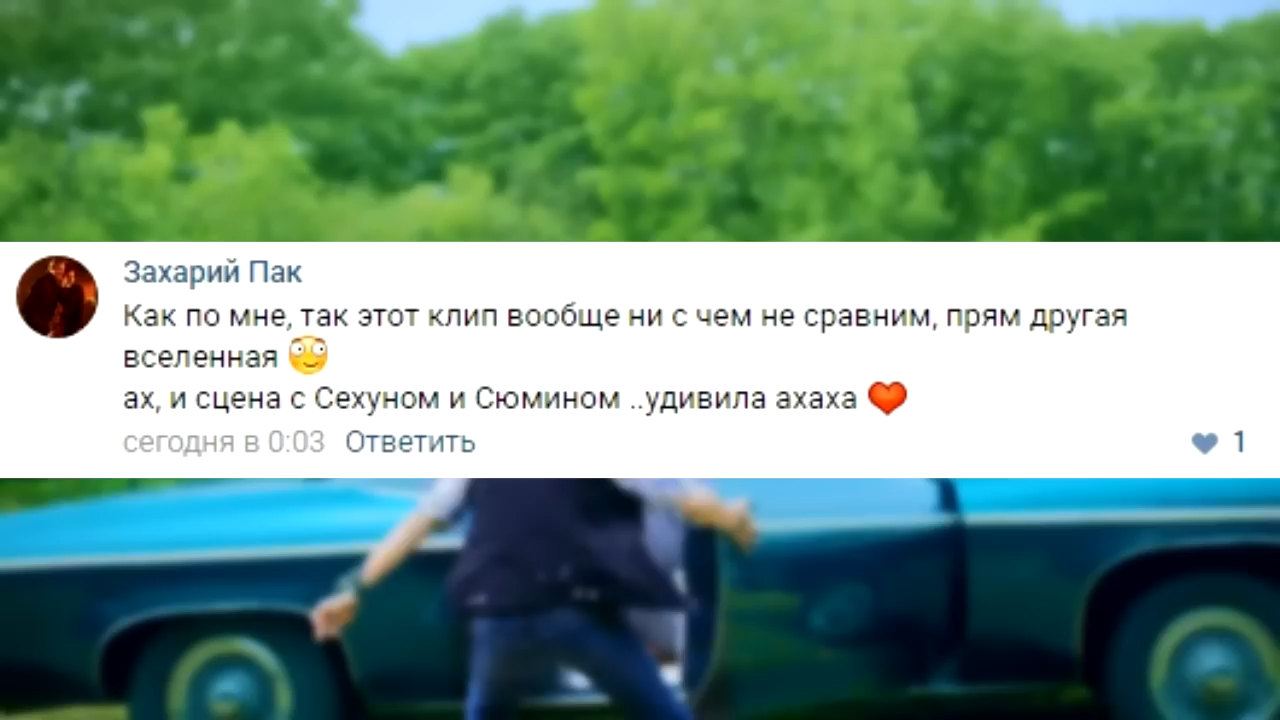 Захарий Пак
Как по мне, так этот клип вообще ни с чем не сравним, прям другая
вселенная 😳
ах, и сцена с Сехуном и Сюмином ..удивила ахаха ❤
сегодня в 0:03 Ответить 1